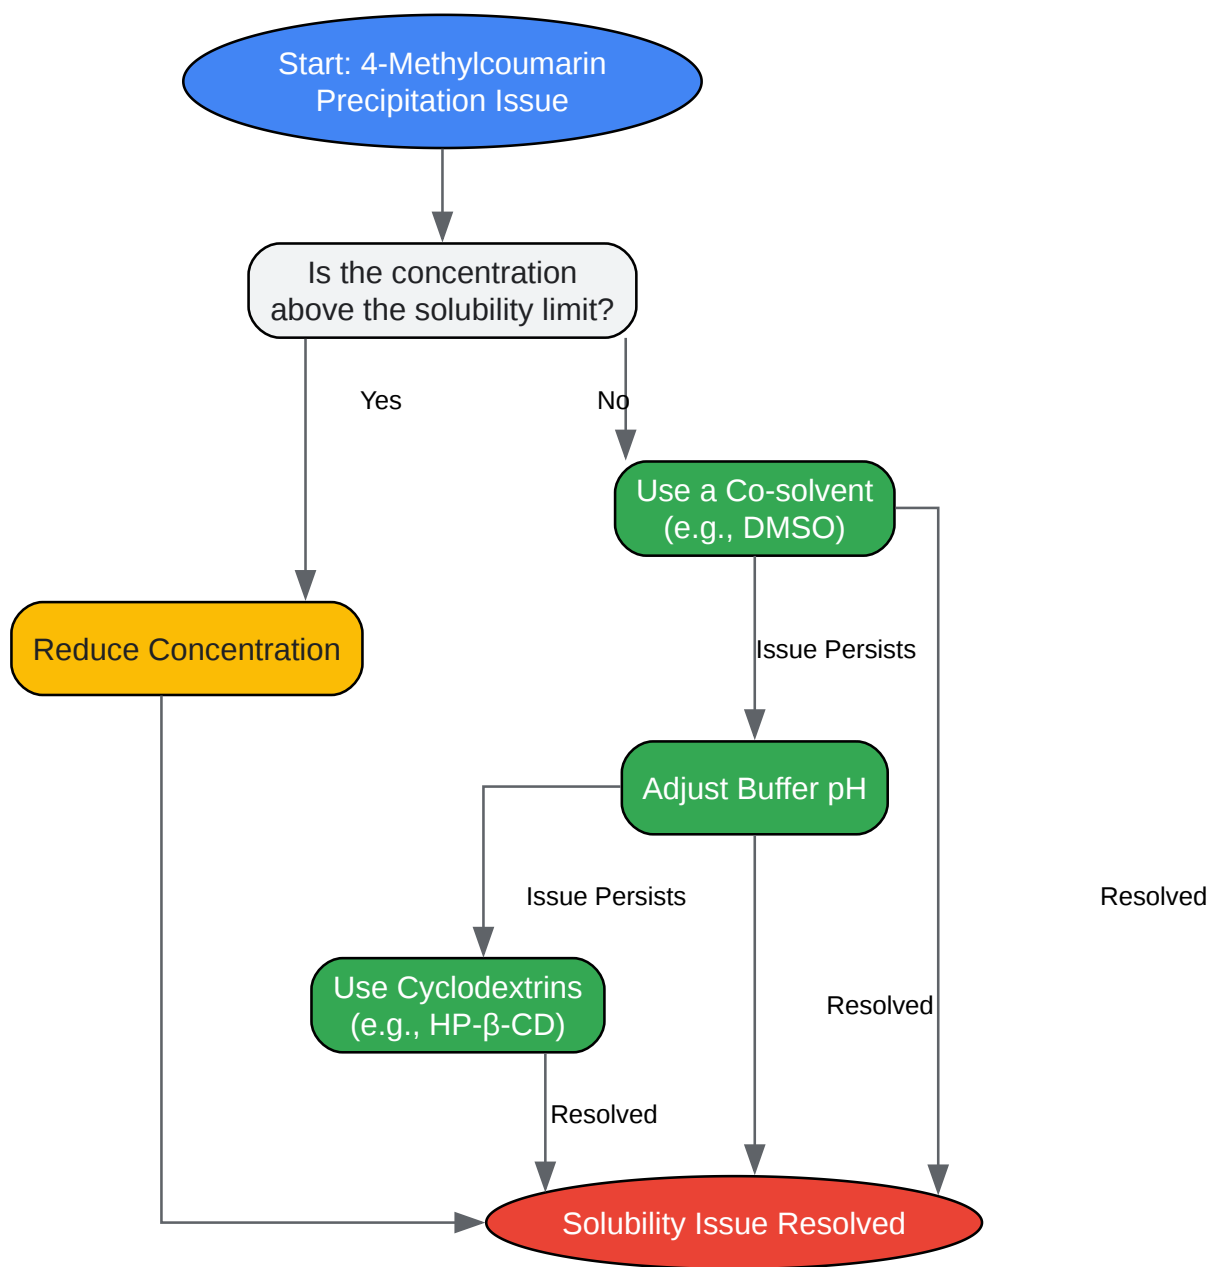 Start: 4-Methylcoumarin
Precipitation Issue
Is the concentration
above the solubility limit?
Yes
No
Use a Co-solvent
(e.g., DMSO)
Reduce Concentration
Issue Persists
Adjust Buffer pH
Issue Persists
Resolved
Use Cyclodextrins
(e.g., HP-β-CD)
Resolved
Resolved
Solubility Issue Resolved